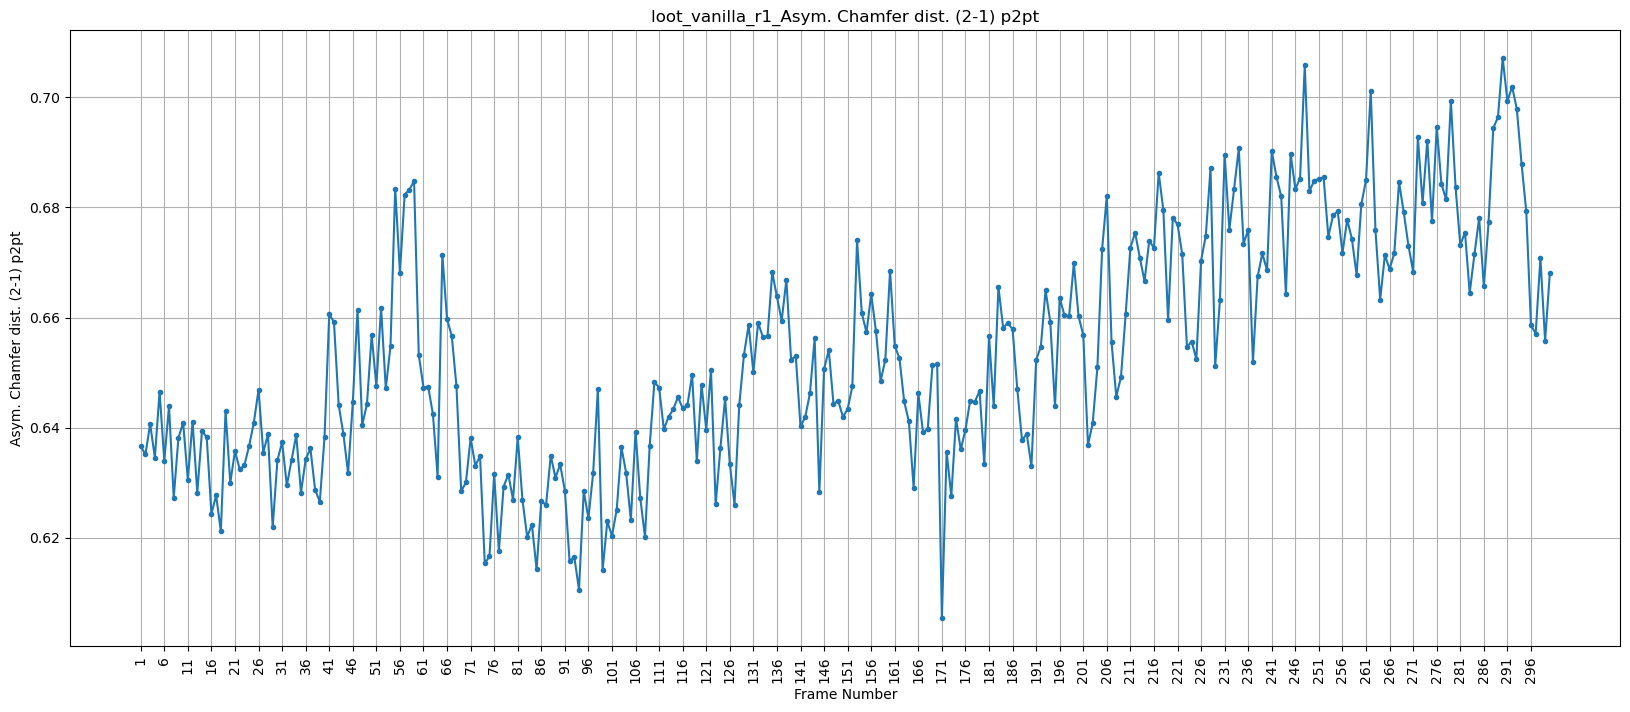 loot_vanilla_r1_Asym. Chamfer dist. (2-1) p2pt
Asym. Chamfer dist. (2-1) p2pt
0.70
0.68
0.66
0.64
0.62
1 6 11 16 21 26 31 36 41 46 51 56 61 66 71 76 81 86 91 96 101 106 111 116 121 126 131 136 141 146 151 156 161 166 171 176 181 186 191 196 201 206 211 216 221 226 231 236 241 246 251 256 261 266 271 276 281 286 291 296
Frame Number